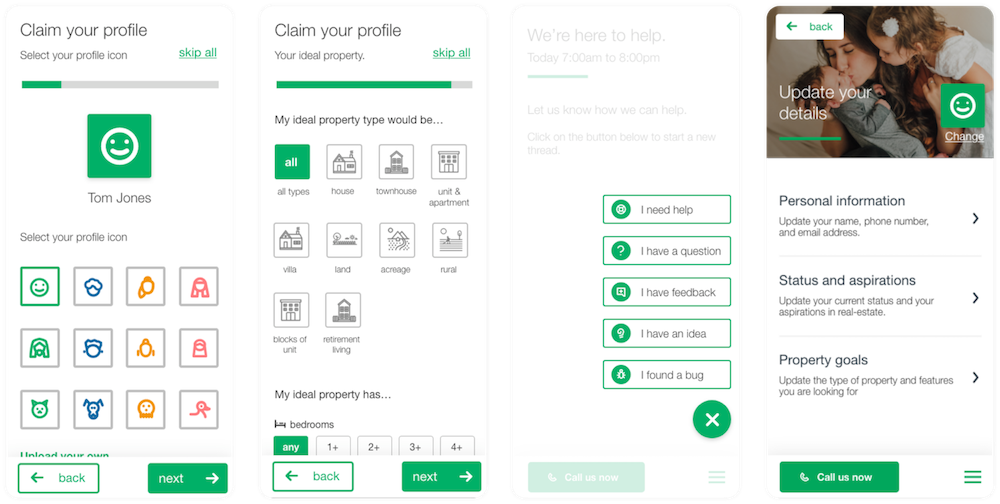 Claim your profile
Select your profile icon
skip all
Tom Jones
Select your profile icon
Upload your own
back
next
Claim your profile
Your ideal property.
skip all
My ideal property type would be...
all
all types
house
townhouse
unit &
apartment
villa
land
acreage
rural
blocks of
unit
retirement
living
My ideal property has...
bedrooms
any
1+
2+
3+
4+
back
next
We're here to help.
Today 7:00am to 8:00pm
Let us know how we can help.
Click on the button below to start a new
thread.
I need help
I have a question
I have feedback
I have an idea
I found a bug
Call us now
back
Update your
details
Change
Personal information
Update your name, phone number,
and email address.
Status and aspirations
Update your current status and your
aspirations in real-estate.
Property goals
Update the type of property and features
you are looking for
Call us now